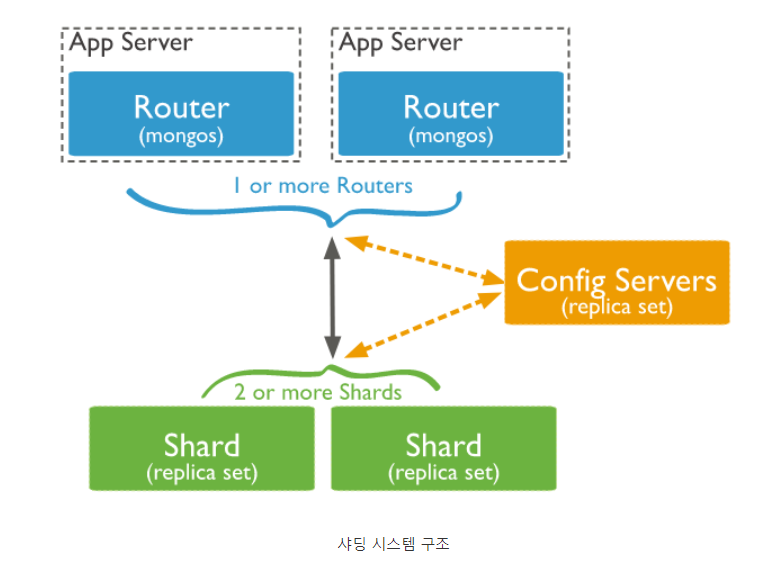 App Server
App Server
Router
(mongos)
Router
(mongos)
1 or more Routers
Config Servers
(replica set)
2 or more Shards
Shard
(replica set)
Shard
(replica set)
샤딩 시스템 구조